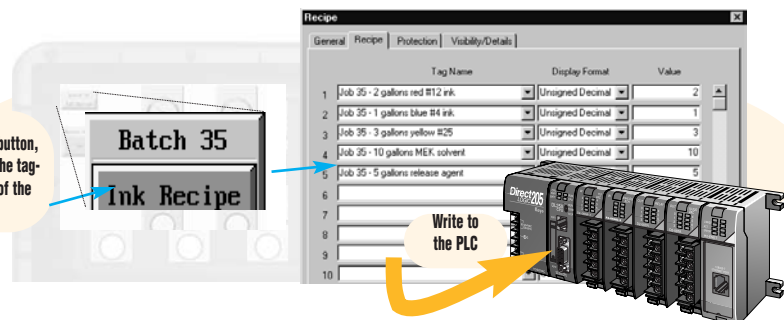 Recipe
General Recipe Protection Visibility/Details
Tag Name Display Format Value
1 Job 35 - 2 gallons red #12 ink Unsigned Decimal 2
2 Job 35 - 1 gallons blue #4 ink. Unsigned Decimal 1
3 Job 35 - 3 gallons yellow #25 Unsigned Decimal 3
4 Job 35 - 10 gallons MEK solvent Unsigned Decimal 10
5 Job 35 - 5 gallons release agent 5
6
7
8
9
10
button,
the tag-
of the
Batch 35
Ink Recipe
Write to
the PLC
Direct205
LOGIC